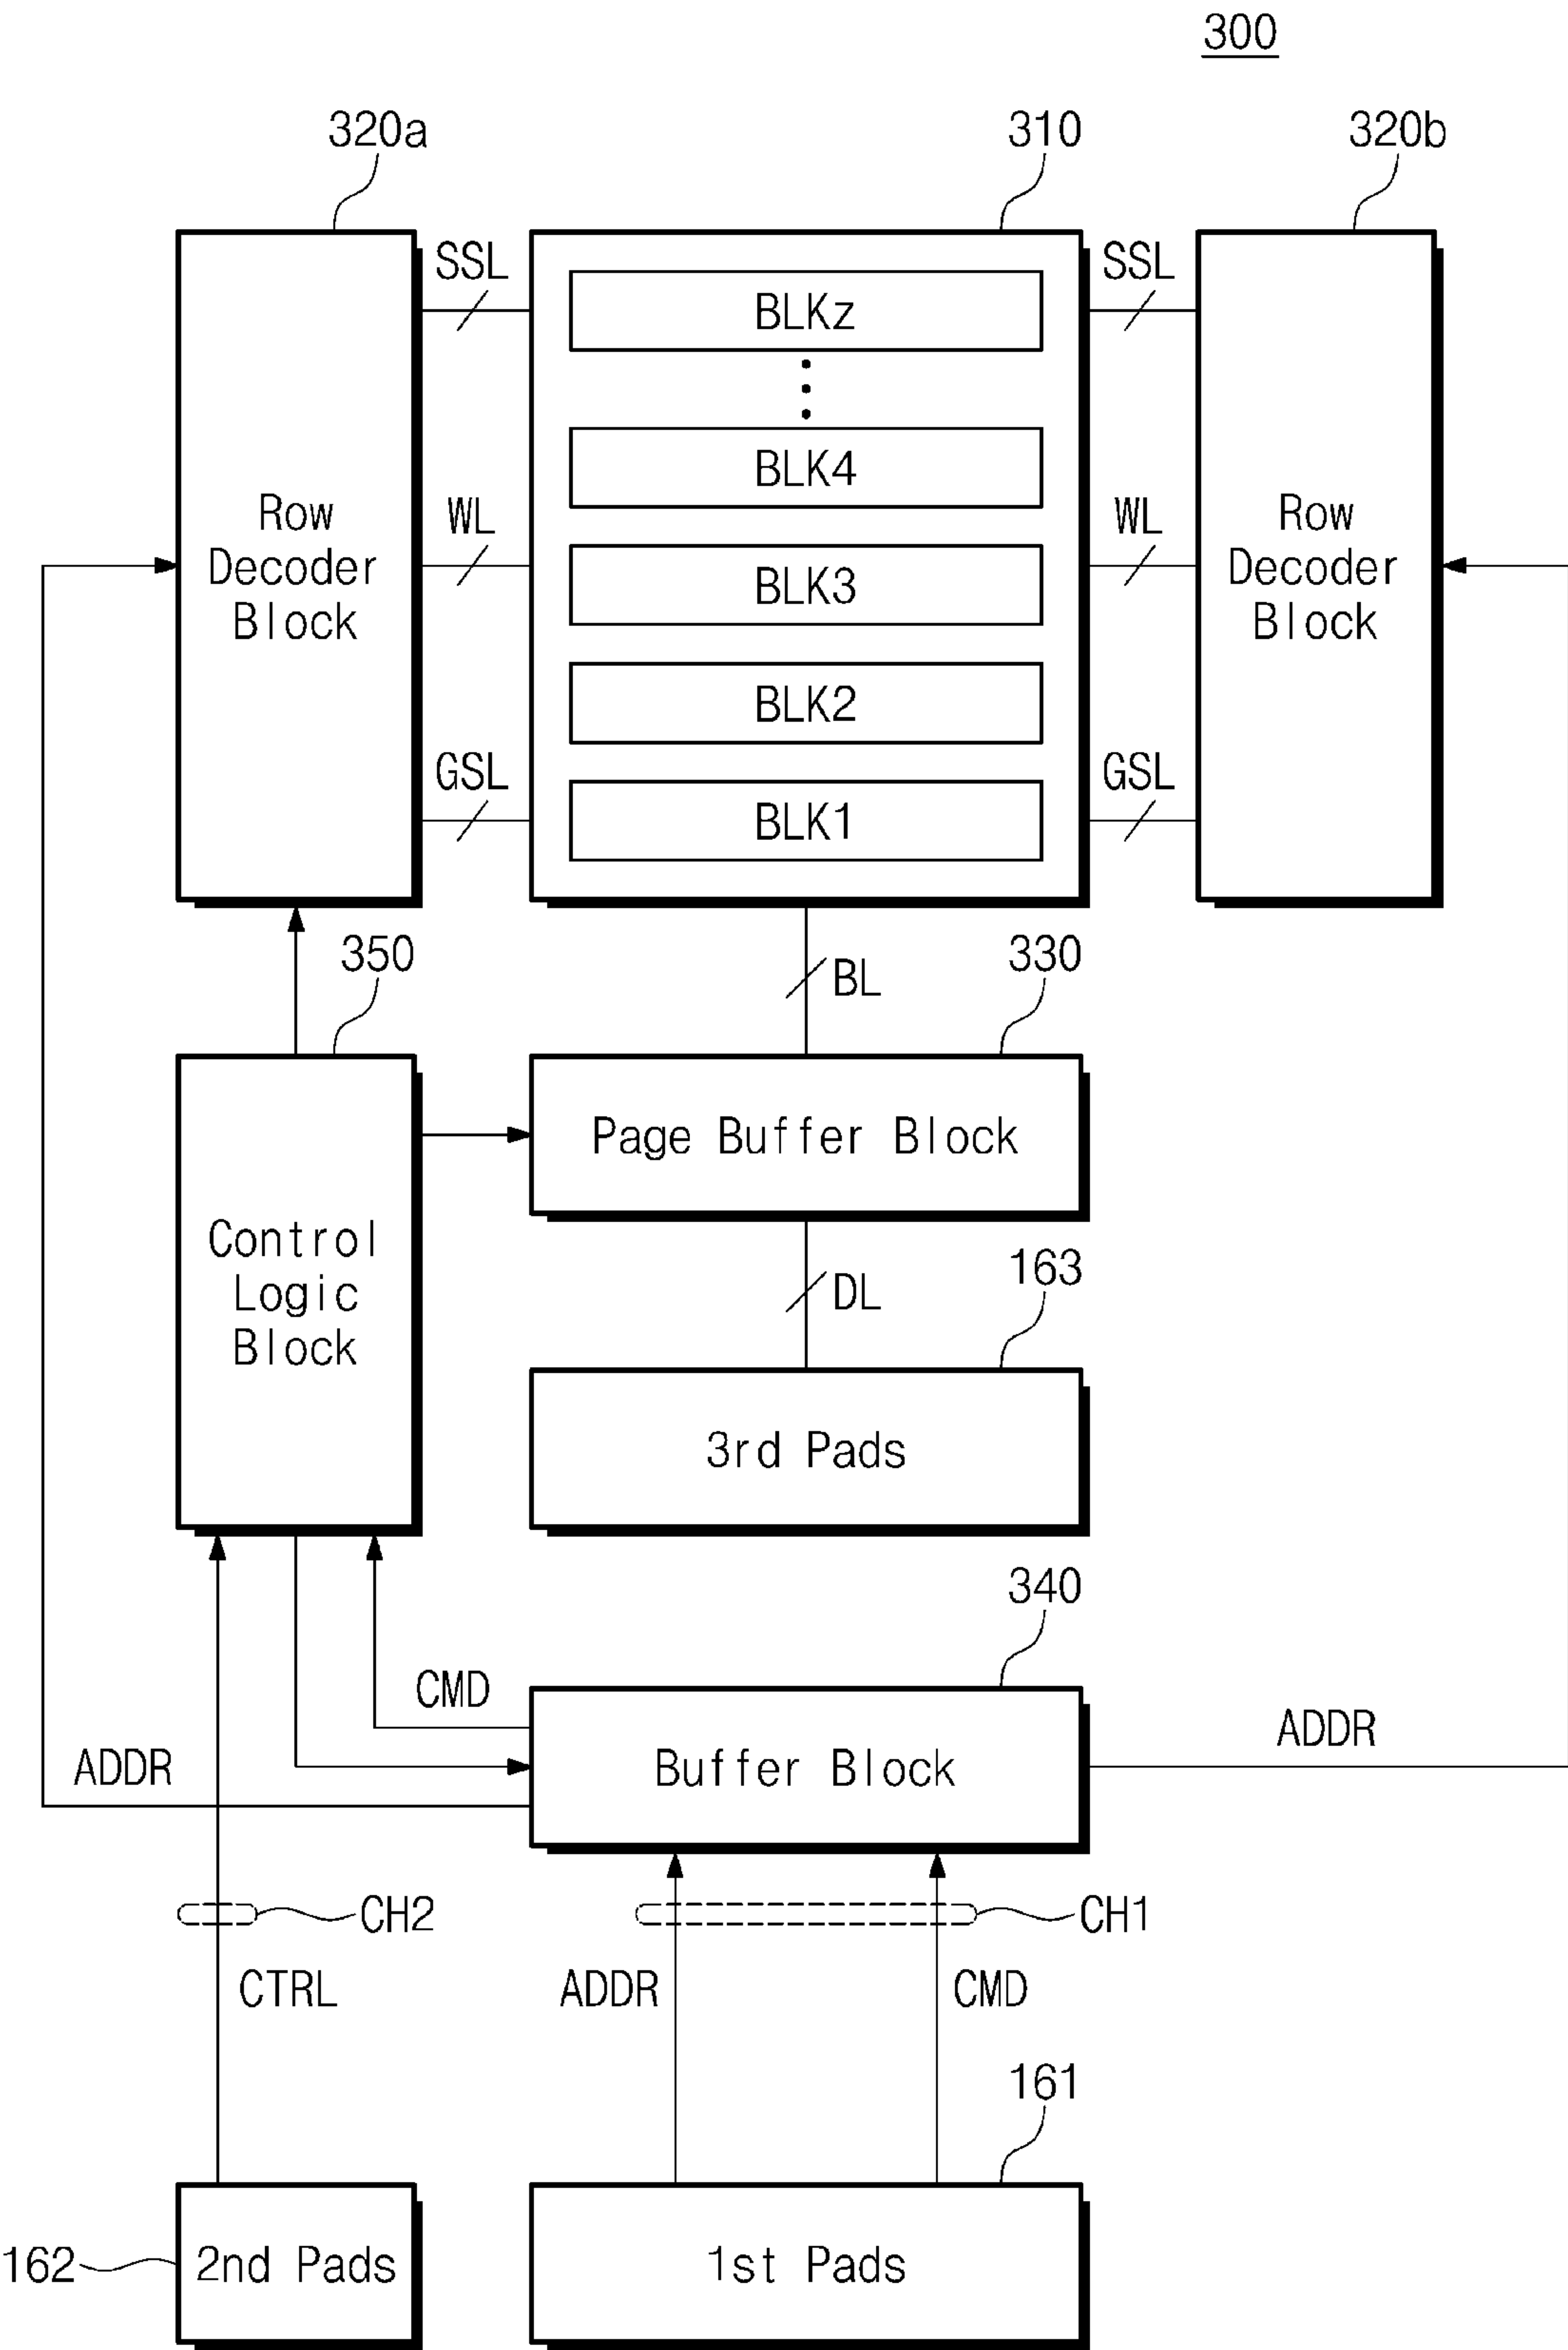 300
320a
310
320b
SSL
SSL
BLKz
BLK4
Row
Decoder
Block
WL
WL
Row
Decoder
Block
BLK3
BLK2
GSL
GSL
BLK1
350
BL
330
Page Buffer Block
Control
Logic
Block
DL
163
3rd Pads
340
CMD
ADDR
Buffer Block
ADDR
CH2
CH1
CTRL
ADDR
CMD
161
162
2nd Pads
1st Pads